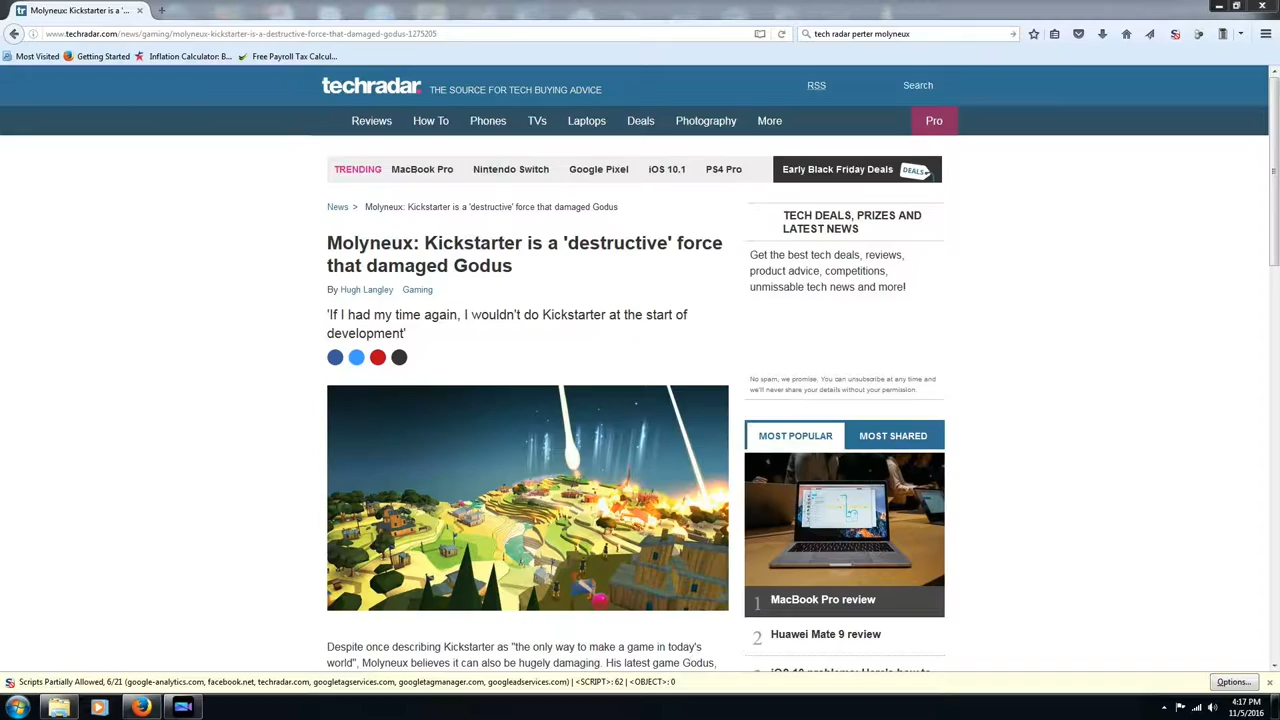 Molyneux: Kickstarter is a '...
www.techradar.com/news/gaming/molyneux-kickstarter-is-a-destructive-force-that-damaged-godus-1275205
tech radar perter molyneux
Most Visited Getting Started Inflation Calculator: B... Free Payroll Tax Calcul...
techradar. THE SOURCE FOR TECH BUYING ADVICE RSS Search
Reviews How To Phones TVs Laptops Deals Photography More Pro
TRENDING MacBook Pro Nintendo Switch Google Pixel iOS 10.1 PS4 Pro Early Black Friday Deals DEALS
News > Molyneux: Kickstarter is a 'destructive' force that damaged Godus
Molyneux: Kickstarter is a 'destructive' force
that damaged Godus
By Hugh Langley Gaming
'If I had my time again, I wouldn't do Kickstarter at the start of
development'
Despite once describing Kickstarter as "the only way to make a game in today's
world", Molyneux believes it can also be hugely damaging. His latest game Godus,
TECH DEALS, PRIZES AND
LATEST NEWS
Get the best tech deals, reviews,
product advice, competitions,
unmissable tech news and more!
No spam, we promise. You can unsubscribe at any time and
we'll never share your details without your permission.
MOST POPULAR MOST SHARED
1 MacBook Pro review
2 Huawei Mate 9 review
iOS 10 problems: Here's how to
Scripts Partially Allowed, 6/21 (google-analytics.com, facebook.net, techradar.com, googletagservices.com, googletagmanager.com, googleadservices.com) | <SCRIPT>: 62 | <OBJECT>: 0
Options...
4:17 PM
11/5/2016